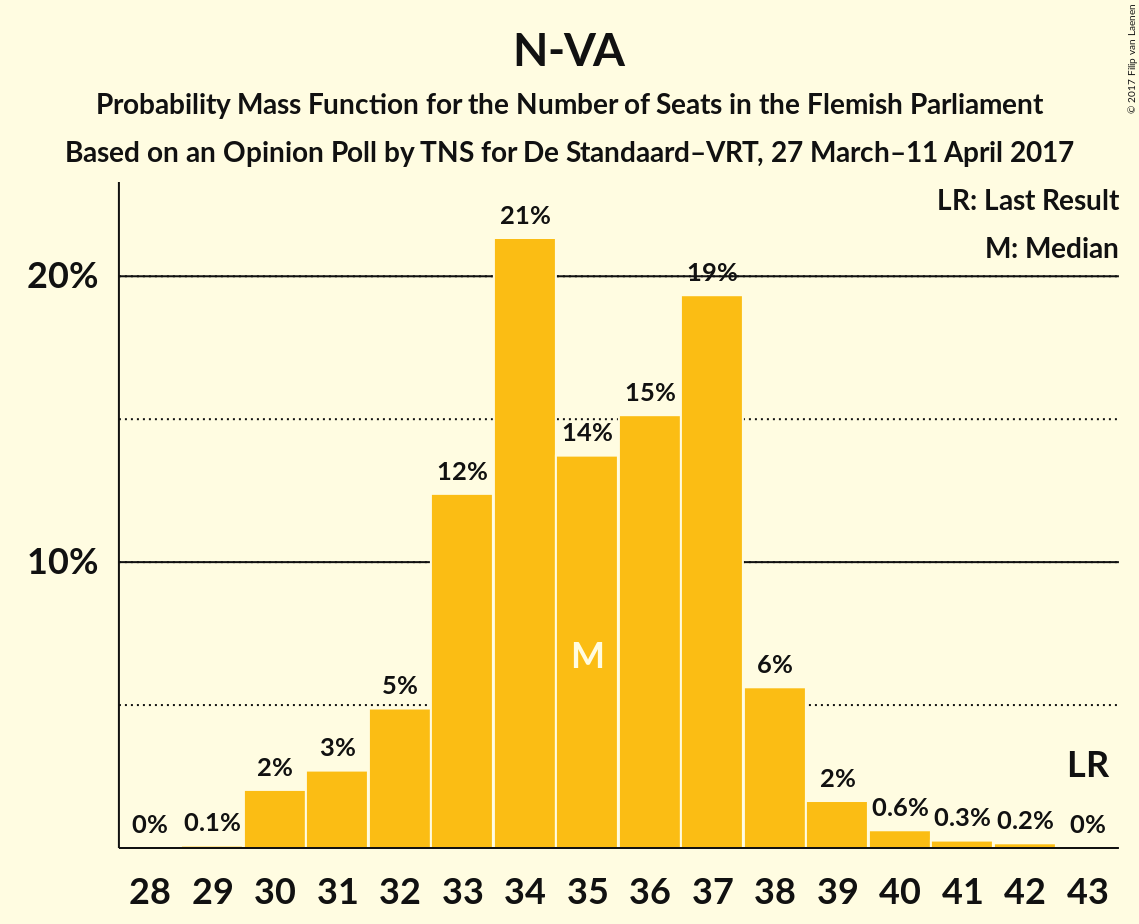 © 2017 Filip van Laenen
N-VA
Probability Mass Function for the Number of Seats in the Flemish Parliament
Based on an Opinion Poll by TNS for De Standaard–VRT, 27 March–11 April 2017
LR: Last Result
M: Median
20%
10%
0% 0.1% 2% 3% 5% 12% 21% 14% 15% 19% 6% 2% 0.6% 0.3% 0.2% 0%
M
LR
28 29 30 31 32 33 34 35 36 37 38 39 40 41 42 43